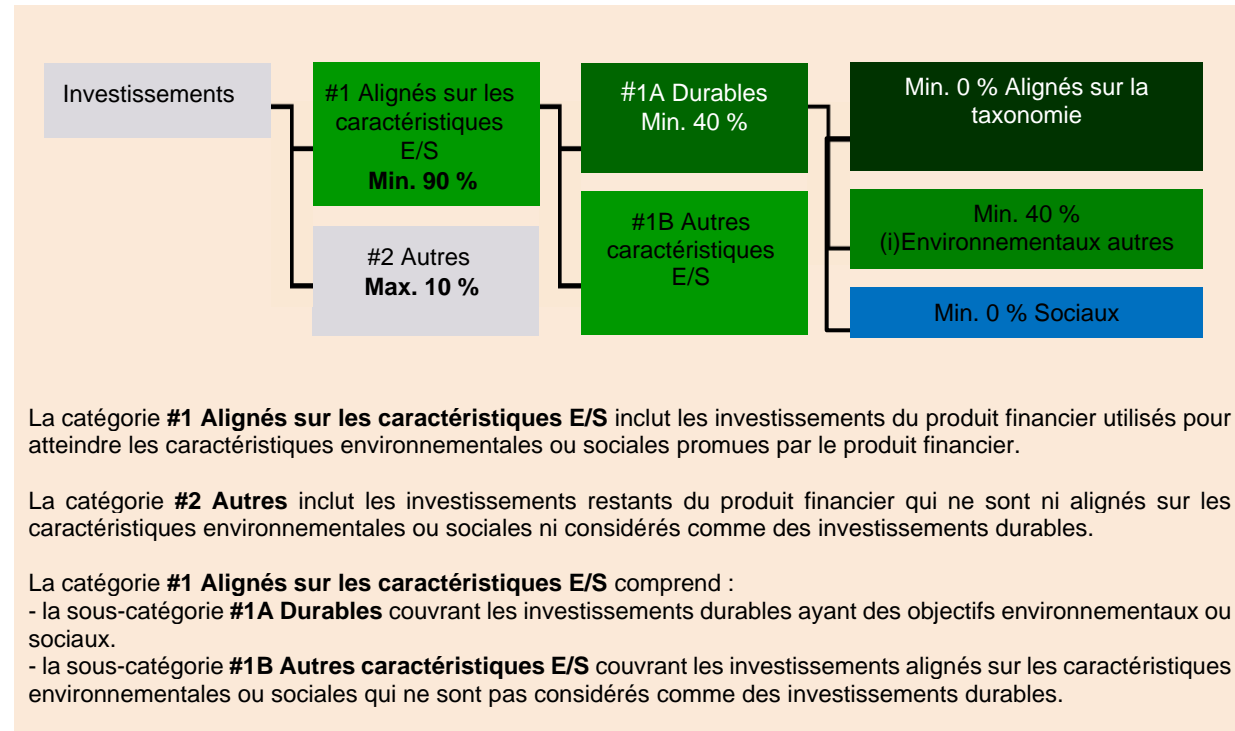 Investissements
#1 Alignés sur les
caractéristiques
E/S
Min. 90 %
#2 Autres
Max. 10 %
#1A Durables
Min. 40 %
#1B Autres
caractéristiques
E/S
Min. 0 % Alignés sur la
taxonomie
Min. 40 %
(i)Environnementaux autres
Min. 0 % Sociaux
La catégorie #1 Alignés sur les caractéristiques E/S inclut les investissements du produit financier utilisés pour
atteindre les caractéristiques environnementales ou sociales promues par le produit financier.
La catégorie #2 Autres inclut les investissements restants du produit financier qui ne sont ni alignés sur les
caractéristiques environnementales ou sociales ni considérés comme des investissements durables.
La catégorie #1 Alignés sur les caractéristiques E/S comprend :
- la sous-catégorie #1A Durables couvrant les investissements durables ayant des objectifs environnementaux ou
sociaux.
- la sous-catégorie #1B Autres caractéristiques E/S couvrant les investissements alignés sur les caractéristiques
environnementales ou sociales qui ne sont pas considérés comme des investissements durables.